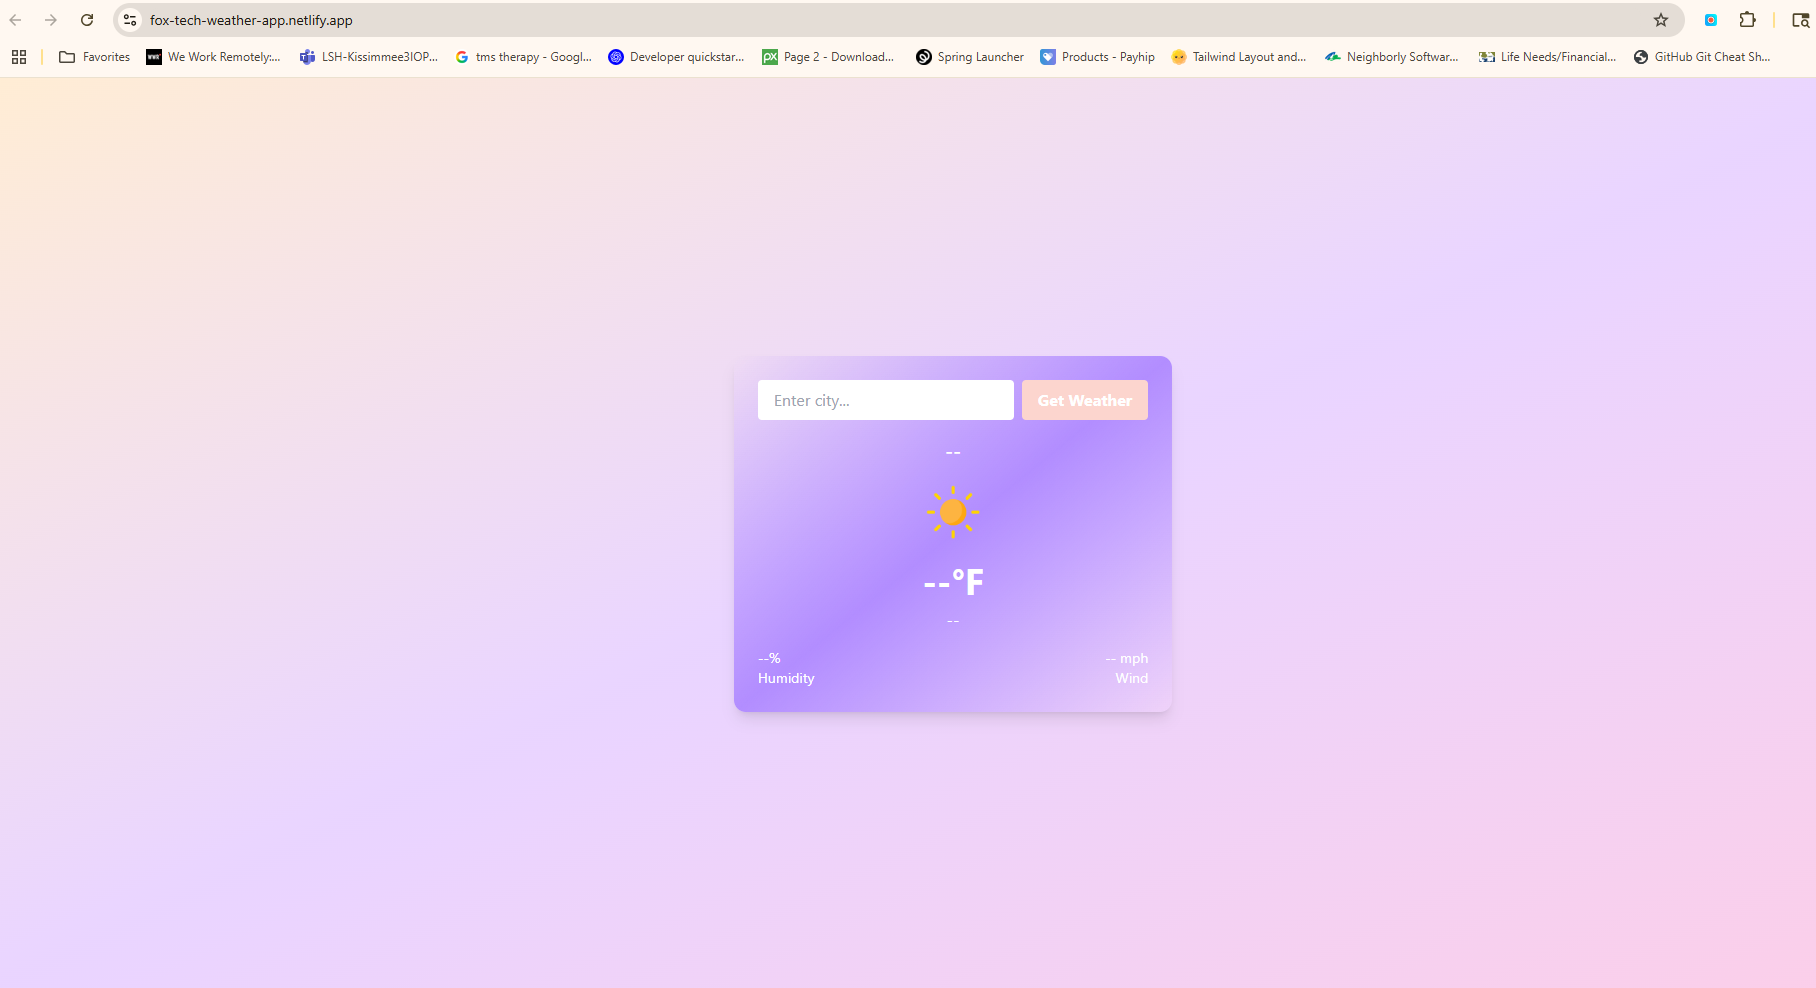 fox-tech-weather-app.netlify.app
Favorites
We Work Remotely:...
LSH-Kissimmee3IOP...
tms therapy - Googl...
Developer quickstar...
Page 2 - Download...
Spring Launcher
Products - Payhip
Tailwind Layout and...
Neighborly Softwar...
Life Needs/Financial...
GitHub Git Cheat Sh...
Enter city...
Get Weather
--
--°F
--
--%
Humidity
-- mph
Wind